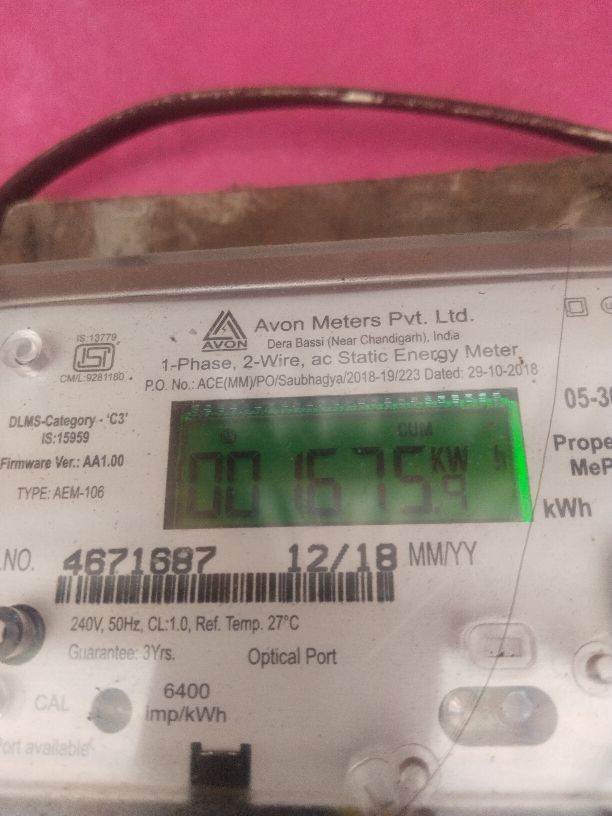 AVON
Avon Meters Pvt. Ltd.
Dera Bassi (Near Chandigarh), India
1-Phase, 2-Wire, ac Static Energy Meter
P.O. No.: ACE(MM)/PO/Saubhagya/2018-19/223 Dated: 29-10-2018
IS:13779
ISI
CM/L:9281180
DLMS-Category - 'C3'
IS:15959
Firmware Ver.: AA1.00
TYPE: AEM-106
CUM
001675.9 KW h
kWh
05-30
Prope
MeP
.NO. 4671687 12/18 MM/YY
240V, 50Hz, CL:1.0, Ref. Temp. 27°C
Guarantee: 3Yrs. Optical Port
CAL
6400
imp/kWh
ort available